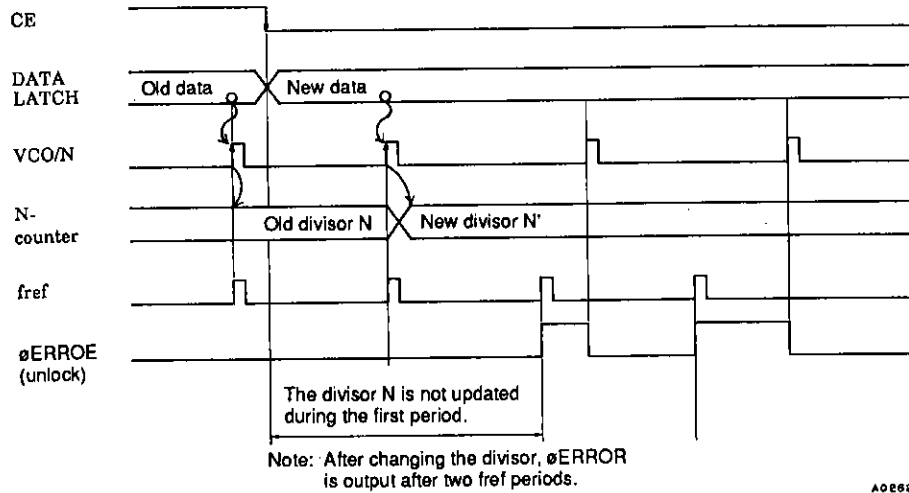 CE
DATA
LATCH
Old data
New data
VCO/N
N-
counter
Old divisor N
New divisor N'
fref
øERROE
(unlock)
The divisor N is not updated
during the first period.
Note: After changing the divisor, øERROR
is output after two fref periods.